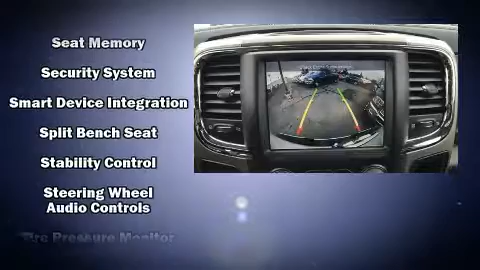 Seat Memory
Security System
Smart Device Integration
Split Bench Seat
Stability Control
Steering Wheel
Audio Controls
Tire Pressure Monitor